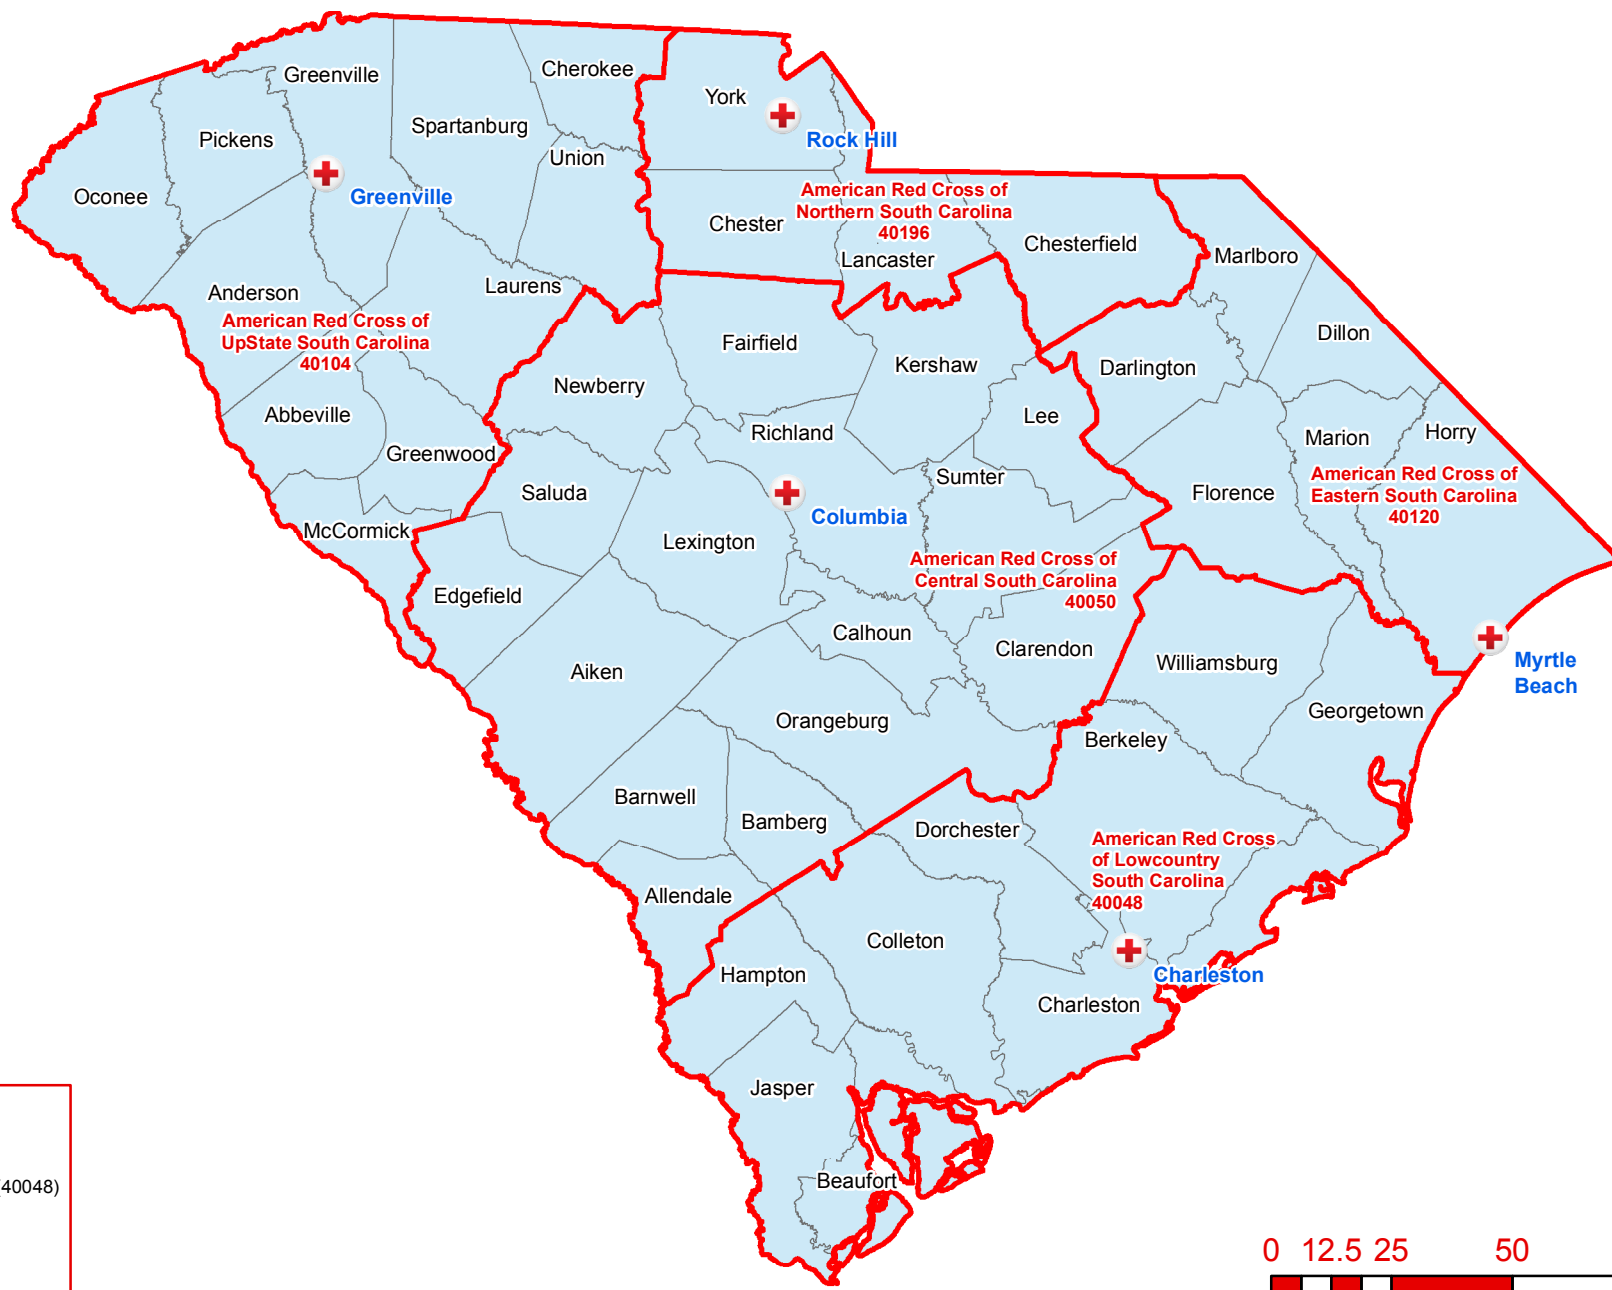 Greenville
Cherokee
York
Spartanburg
Pickens
Rock Hill
Union
Oconee
Greenville
American Red Cross of
Northern South Carolina
40196
Chester
Chesterfield
Lancaster
Marlboro
Laurens
Anderson
American Red Cross of
UpState South Carolina
40104
Fairfield
Dillon
Kershaw
Darlington
Newberry
Abbeville
Lee
Richland
Horry
Marion
Greenwood
American Red Cross of
Eastern South Carolina
40120
Sumter
Saluda
Florence
Columbia
McCormick
Lexington
American Red Cross of
Central South Carolina
40050
Edgefield
Calhoun
Clarendon
Williamsburg
Myrtle
Beach
Aiken
Georgetown
Orangeburg
Berkeley
Barnwell
Bamberg
Dorchester
American Red Cross
of Lowcountry
South Carolina
40048
Allendale
Colleton
Hampton
Charleston
Charleston
Jasper
Beaufort
40048)
0 12.5 25 50